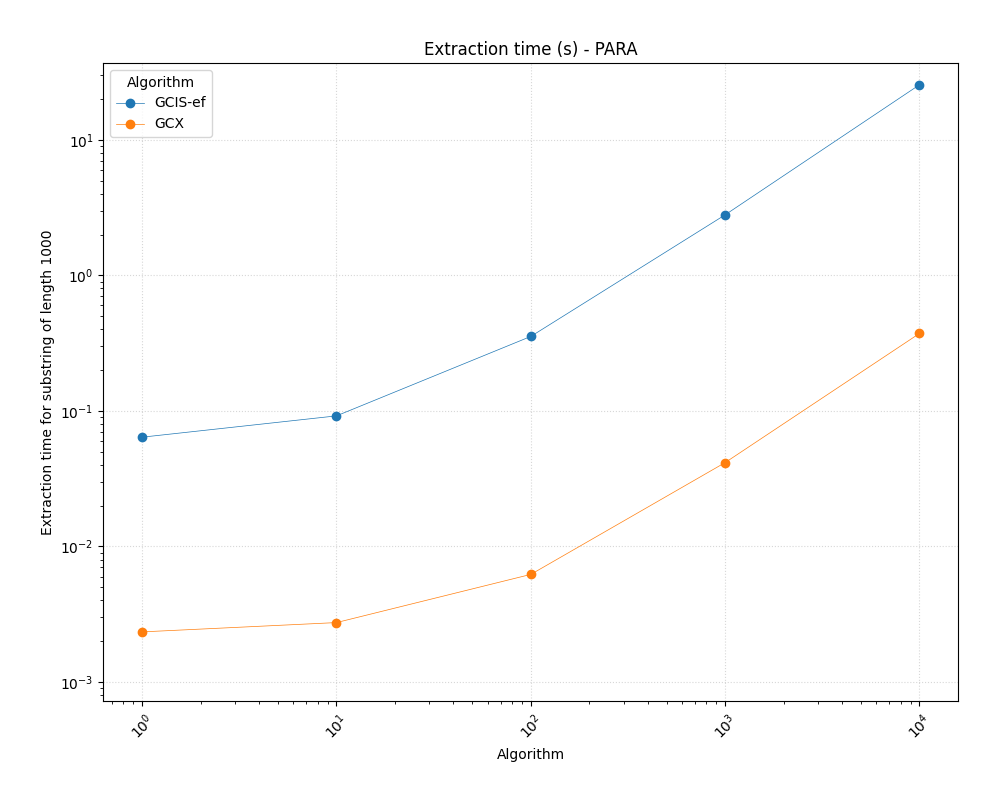 Extraction time (s) - PARA
Algorithm
GCIS-ef
GCX
Extraction time for substring of length 1000
10¹
10⁰
10⁻¹
10⁻²
10⁻³
10⁰ 10¹ 10² 10³ 10⁴
Algorithm